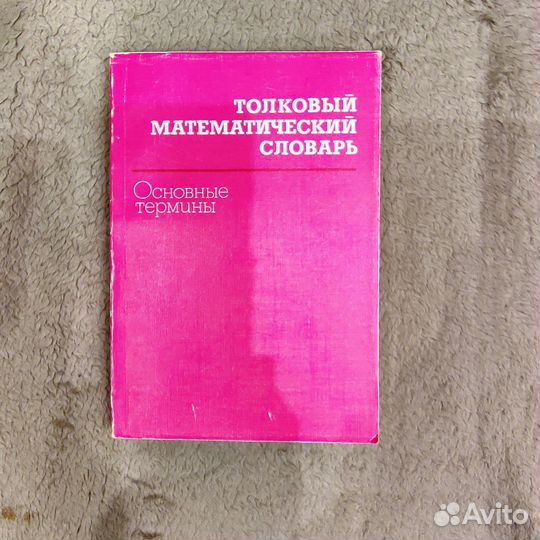 ТОЛКОВЫЙ
МАТЕМАТИЧЕСКИЙ
СЛОВАРЬ
Основные
термины
Avito